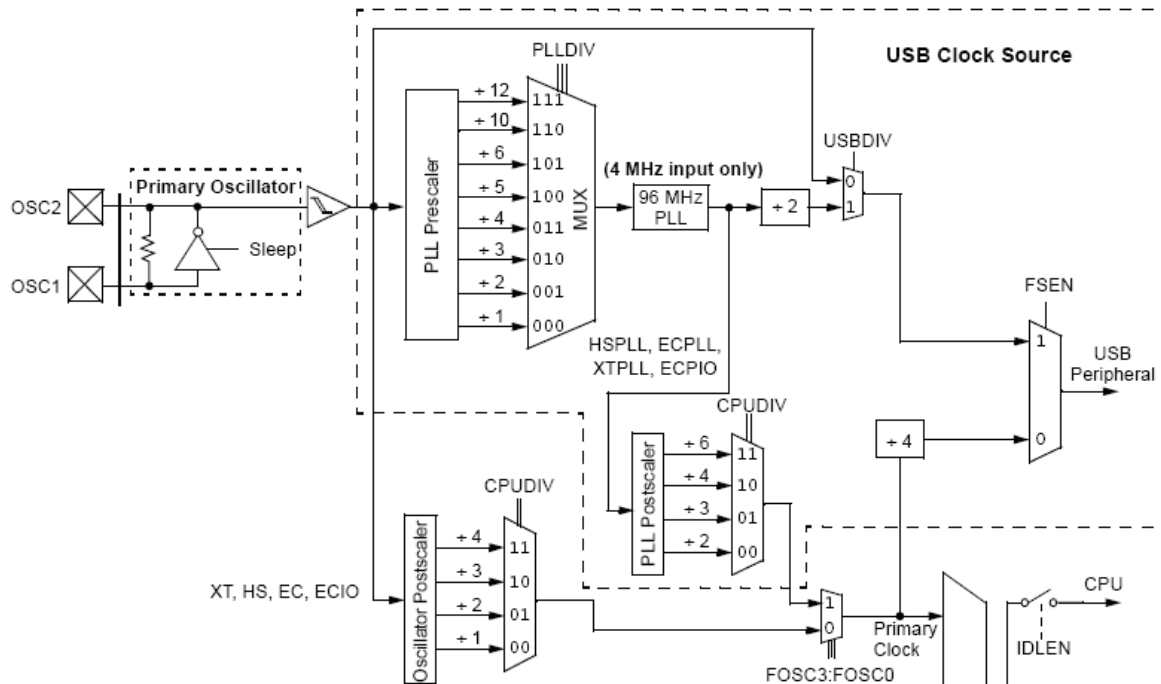 USB Clock Source
PLLDIV
PLL Prescaler
÷ 12
÷ 10
÷ 6
÷ 5
÷ 4
÷ 3
÷ 2
÷ 1
111
110
101
100
011
010
001
000
MUX
(4 MHz input only)
96 MHz
PLL
÷ 2
USBDIV
0
1
Primary Oscillator
OSC2
OSC1
Sleep
HSPLL, ECPLL,
XTPLL, ECPIO
FSEN
1
0
USB
Peripheral
÷ 4
CPUDIV
PLL Postscaler
÷ 6
÷ 4
÷ 3
÷ 2
11
10
01
00
CPUDIV
XT, HS, EC, ECIO
Oscillator Postscaler
÷ 4
÷ 3
÷ 2
÷ 1
11
10
01
00
1
0
FOSC3:FOSC0
Primary
Clock
CPU
IDLEN